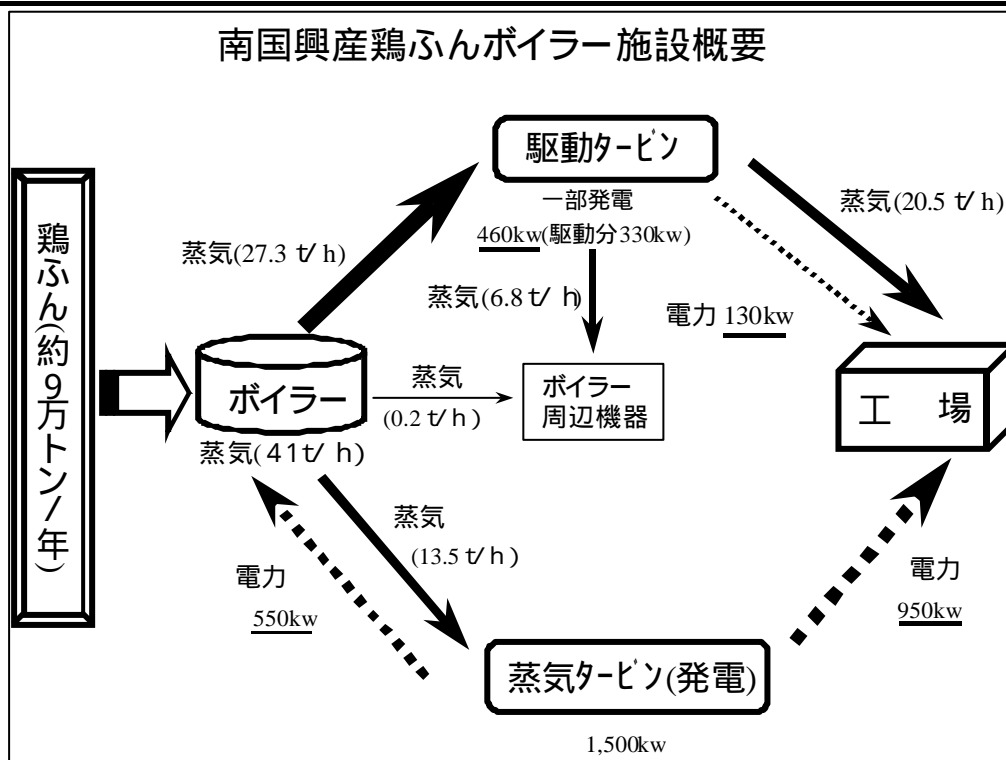 南国興産鶏ふんボイラー施設概要
駆動タービン
一部発電
460kw(駆動分330kw)
蒸気(20.5 t/h)
蒸気(27.3 t/h)
蒸気(6.8 t/h)
電力 130kw
鶏ふん(約9万トン/年)
ボイラー
蒸気(41t/h)
蒸気
(0.2 t/h)
ボイラー
周辺機器
工 場
蒸気
(13.5 t/h)
電力
550kw
電力
950kw
蒸気タービン(発電)
1,500kw